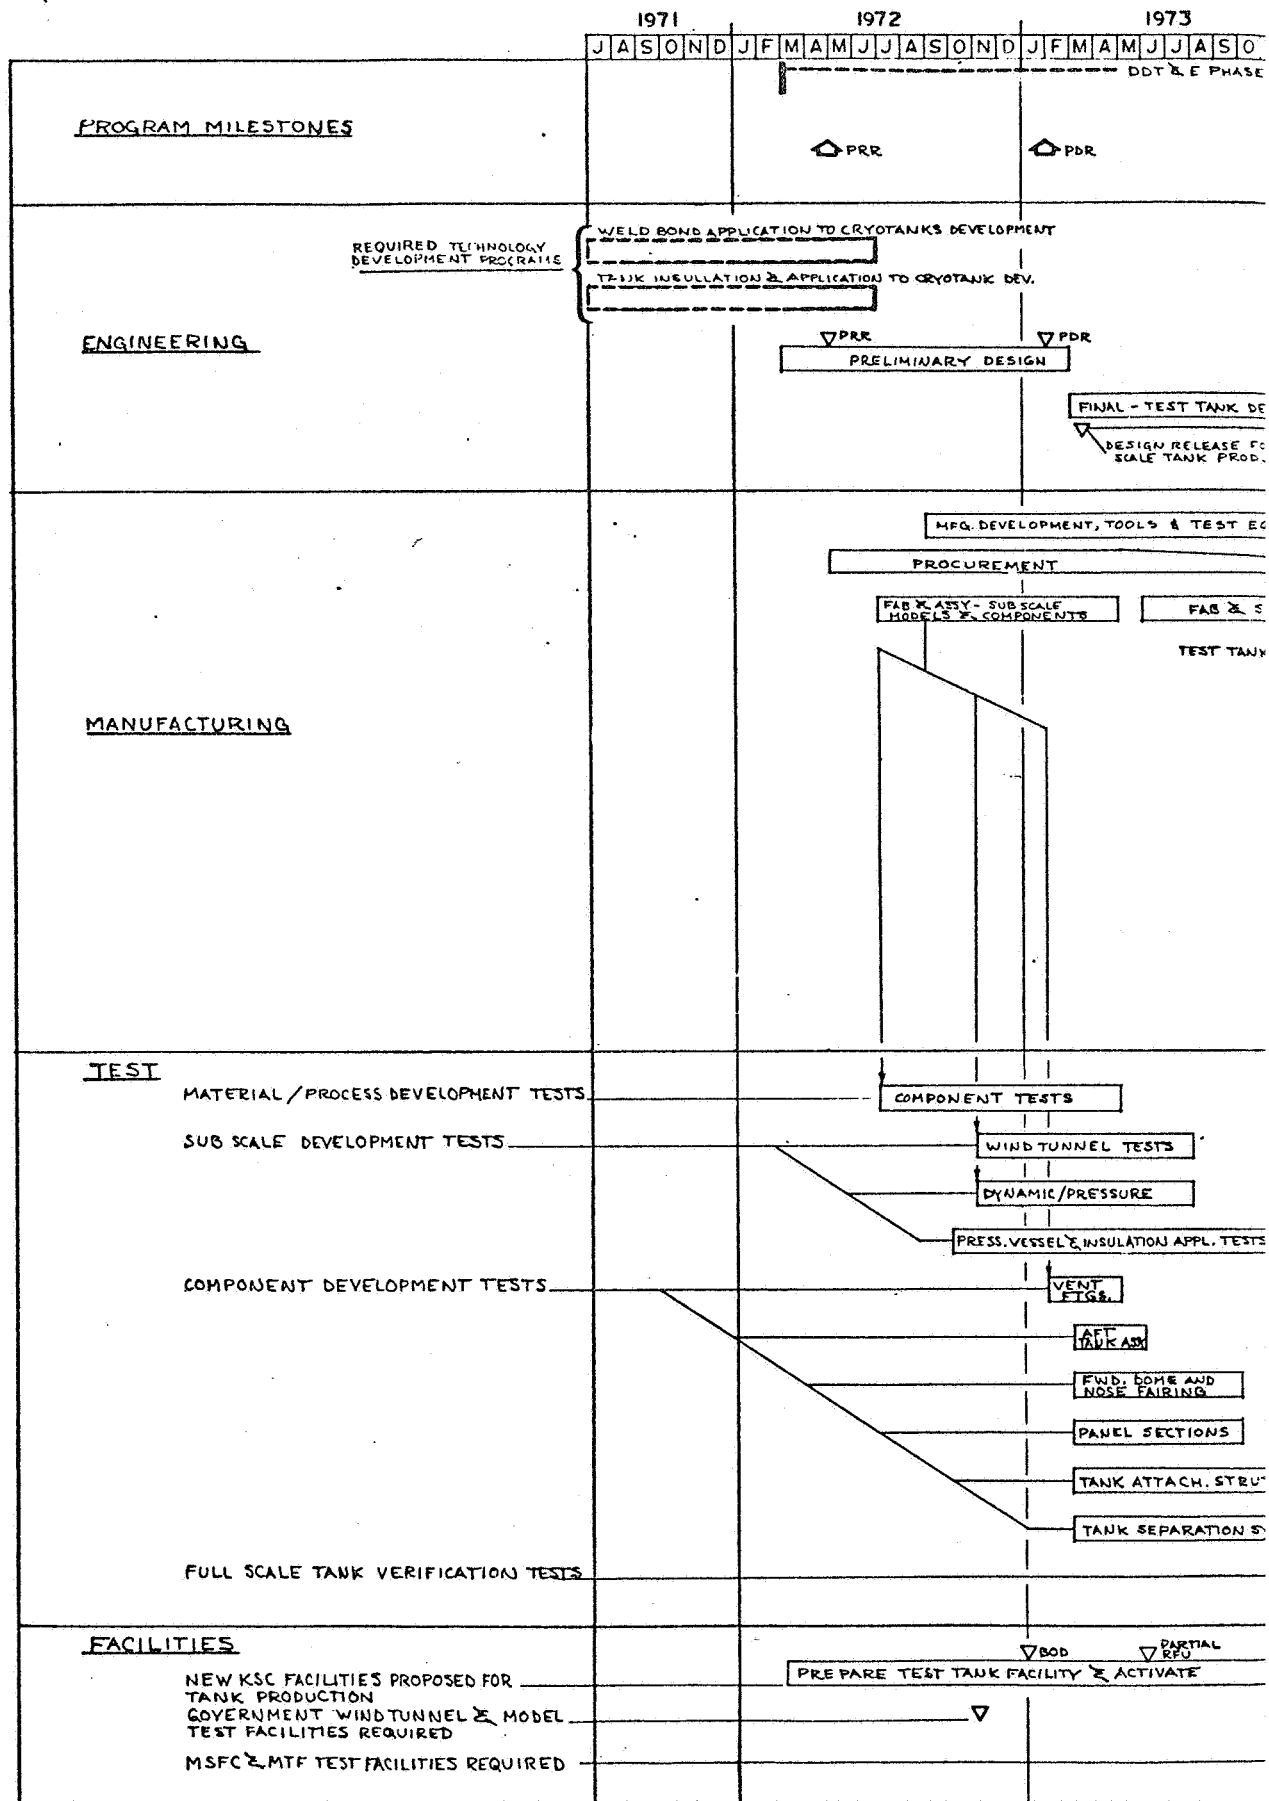 1971 1972 1973
J A S O N D J F M A M J J A S O N D J F M A M J J A S O
DDT & E PHASE
PROGRAM MILESTONES
PRR PDR
WELD BOND APPLICATION TO CRYOTANKS DEVELOPMENT
REQUIRED TECHNOLOGY
DEVELOPMENT PROGRAMS
TANK INSULLATION & APPLICATION TO CRYOTANK DEV.
ENGINEERING
PRR PDR
PRELIMINARY DESIGN
FINAL - TEST TANK DE
DESIGN RELEASE FO
SCALE TANK PROD.
MFG. DEVELOPMENT, TOOLS & TEST EQ
PROCUREMENT
FAB & ASSY - SUB SCALE
MODELS & COMPONENTS
FAB & S
TEST TANK
MANUFACTURING
TEST
MATERIAL / PROCESS DEVELOPMENT TESTS
COMPONENT TESTS
SUB SCALE DEVELOPMENT TESTS
WIND TUNNEL TESTS
DYNAMIC/PRESSURE
PRESS. VESSEL & INSULATION APPL. TESTS
COMPONENT DEVELOPMENT TESTS
VENT
FTGS.
AFT
TANK ASSY
FWD. DOME AND
NOSE FAIRING
PANEL SECTIONS
TANK ATTACH. STRUT
TANK SEPARATION S
FULL SCALE TANK VERIFICATION TESTS
FACILITIES
BOD
PARTIAL
NEW KSC FACILITIES PROPOSED FOR
TANK PRODUCTION
PREPARE TEST TANK FACILITY & ACTIVATE
GOVERNMENT WIND TUNNEL & MODEL
TEST FACILITIES REQUIRED
MSFC & MTF TEST FACILITIES REQUIRED